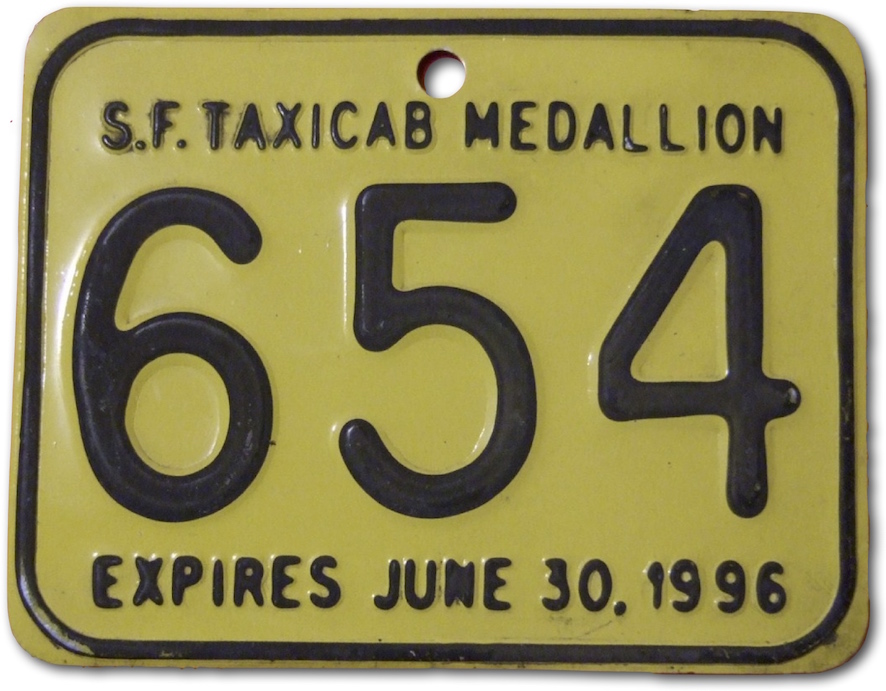 S.F. TAXICAB MEDALLION
654
EXPIRES JUNE 30. 1996